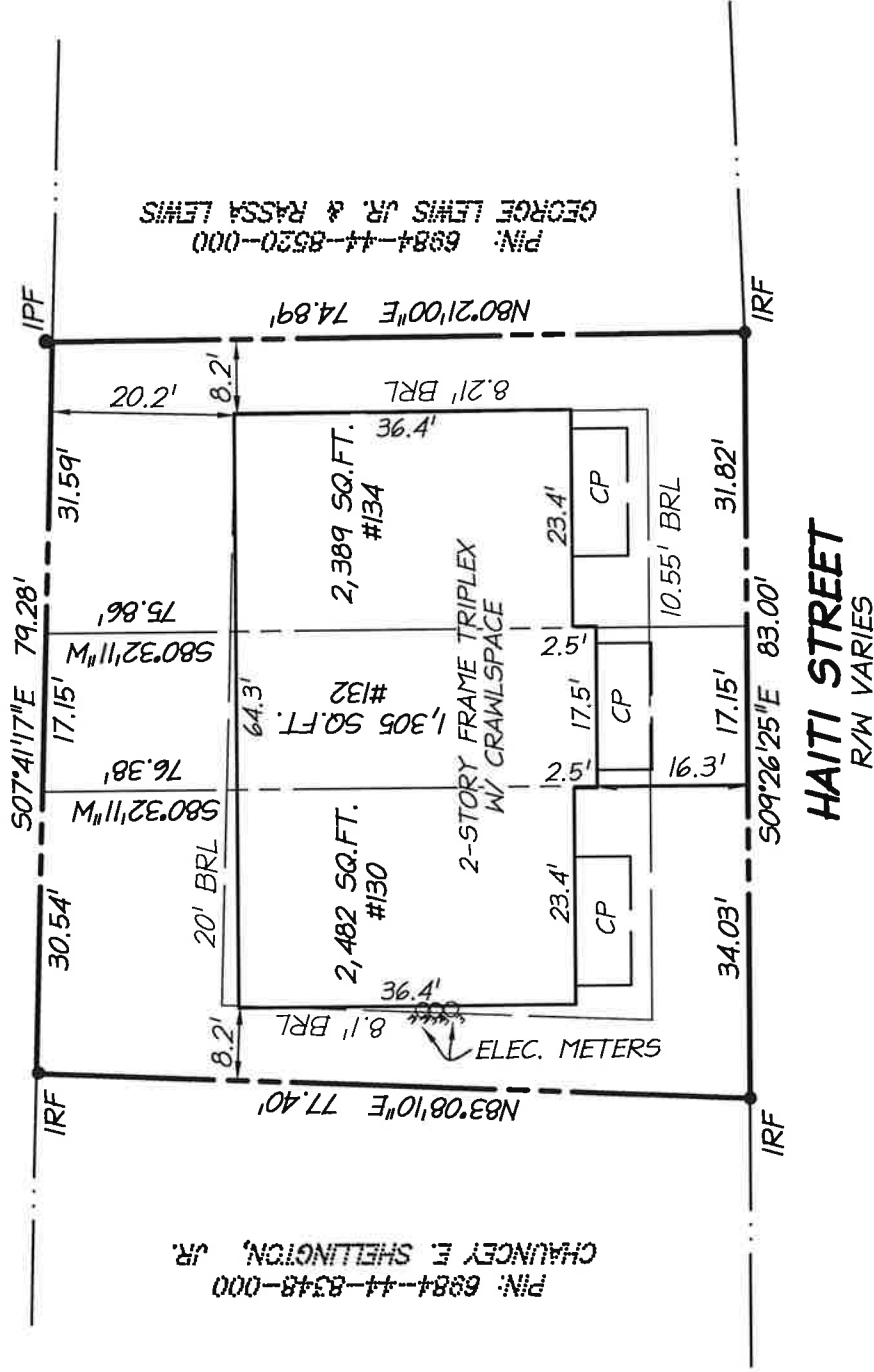 IPF
PIN: 6984-44-8520-000
GEORGE LEWIS JR. & RASSA LEWIS
N80°21'00"E 74.89'
IRF
S07°41'17"E 79.28'
31.59'
17.15'
30.54'
20.2'
8.2'
8.21' BRL
36.4'
2,389 SQ.FT.
#134
S80°32'11"W
75.86'
S80°32'11"W
76.38'
64.3'
1,305 SQ.FT.
#132
2-STORY FRAME TRIPLEX
W/ CRAWLSPACE
20' BRL
2,482 SQ.FT.
#130
36.4'
8.1' BRL
8.2'
ELEC. METERS
23.4'
CP
2.5'
17.5'
CP
2.5'
23.4'
CP
10.55' BRL
16.3'
31.82'
17.15'
34.03'
S09°26'25"E 83.00'
HAITI STREET
R/W VARIES
IRF
N83°08'10"E 77.40'
IRF
PIN: 6984-44-8348-000
CHAUNCEY E. SHELLINGTON, JR.